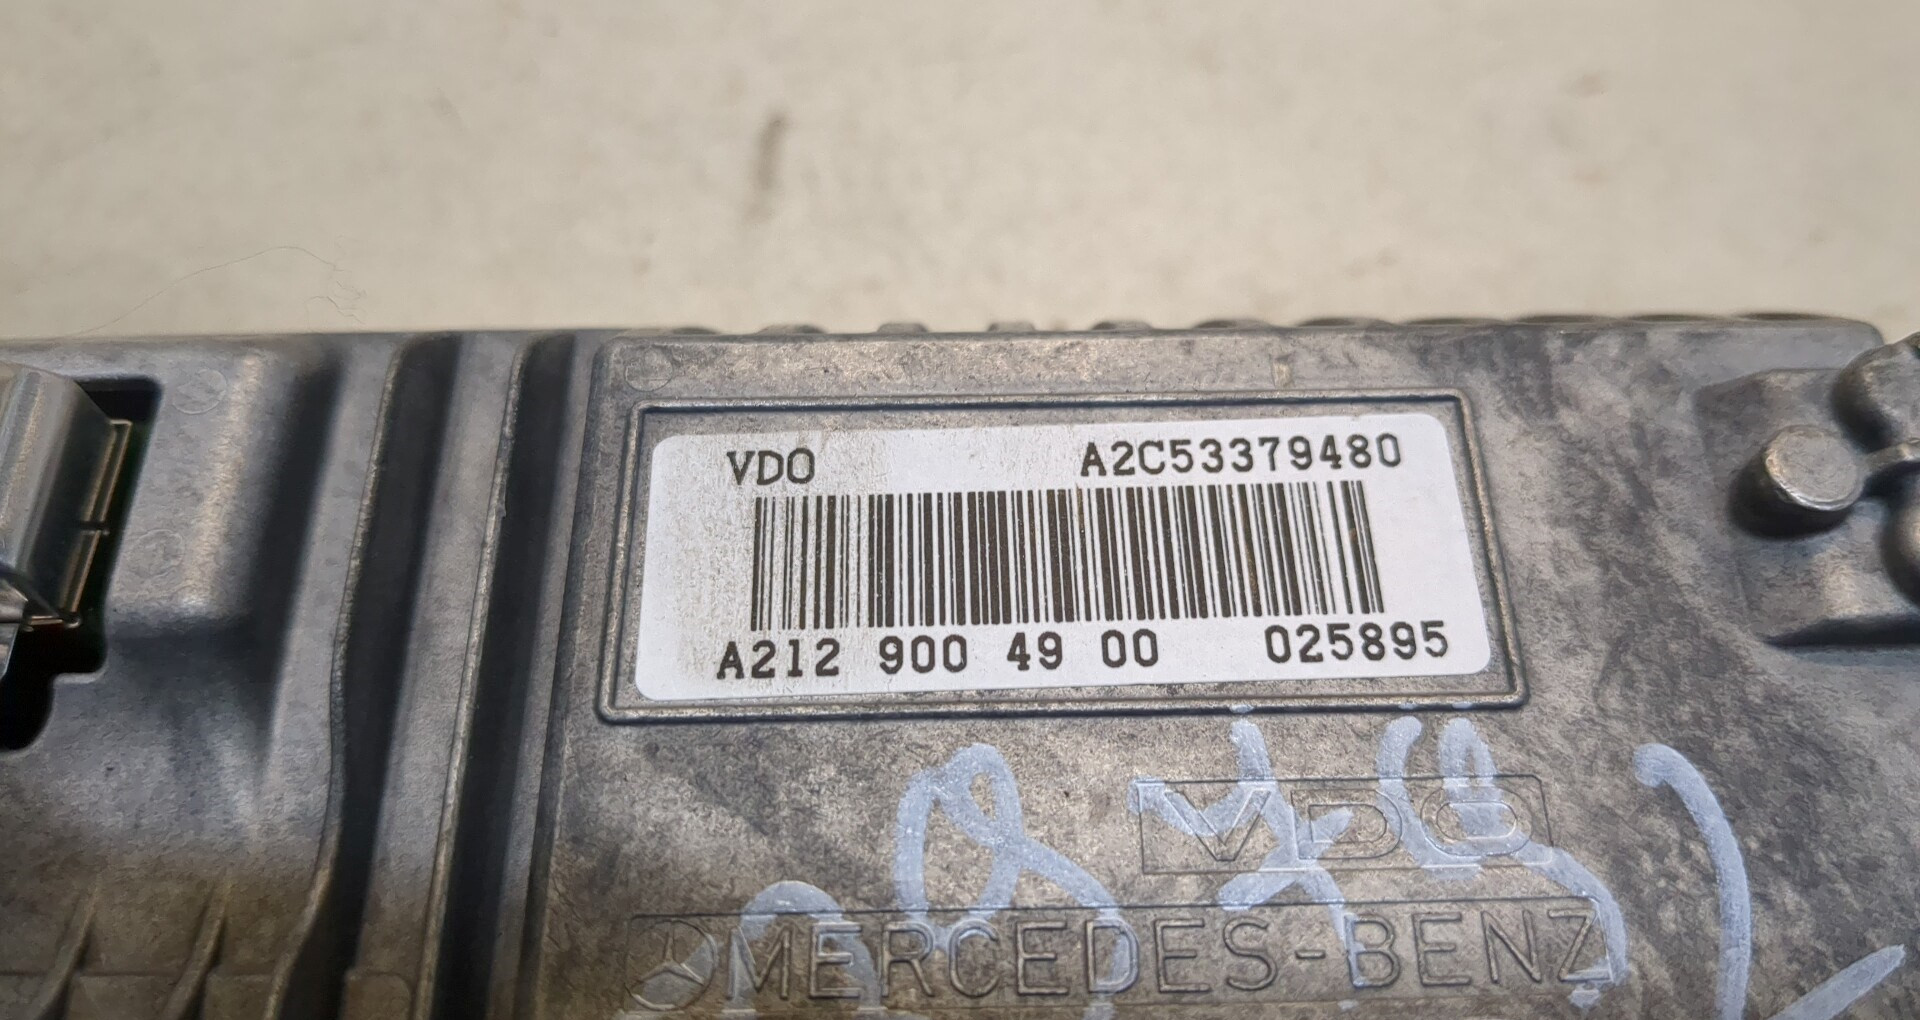 VDO A2C53379480
A212 900 49 00 025895
VDO
MERCEDES-BENZ